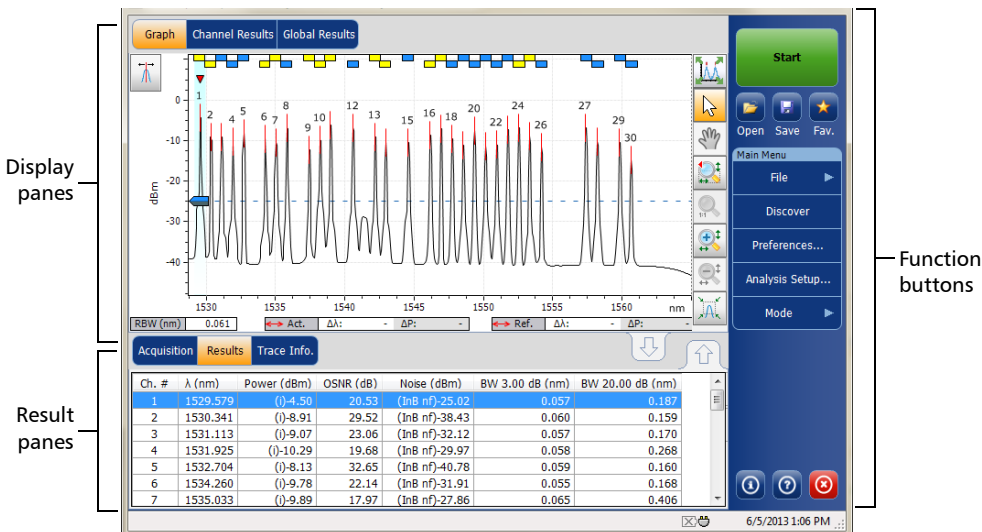 Display
panes
Result
panes
Function
buttons
Graph Channel Results Global Results
1
2
4
5
6
7
8
9
10
12
13
15
16
18
20
22
24
26
27
29
30
0
-10
-20
-30
-40
dBm
1530 1535 1540 1545 1550 1555 1560 nm
RBW (nm) 0.061 Act. Δλ: - ΔP: - Ref. Δλ: - ΔP: -
1:1
Acquisition Results Trace Info.
Ch. # λ (nm) Power (dBm) OSNR (dB) Noise (dBm) BW 3.00 dB (nm) BW 20.00 dB (nm)
1 1529.579 (i)-4.50 20.53 (InB nf)-25.02 0.057 0.187
2 1530.341 (i)-8.91 29.52 (InB nf)-38.43 0.060 0.159
3 1531.113 (i)-9.07 23.06 (InB nf)-32.12 0.057 0.170
4 1531.925 (i)-10.29 19.68 (InB nf)-29.97 0.058 0.268
5 1532.704 (i)-8.13 32.65 (InB nf)-40.78 0.059 0.160
6 1534.260 (i)-9.78 22.14 (InB nf)-31.91 0.055 0.168
7 1535.033 (i)-9.89 17.97 (InB nf)-27.86 0.065 0.406
Start
Open Save Fav.
Main Menu
File
Discover
Preferences...
Analysis Setup...
Mode
6/5/2013 1:06 PM